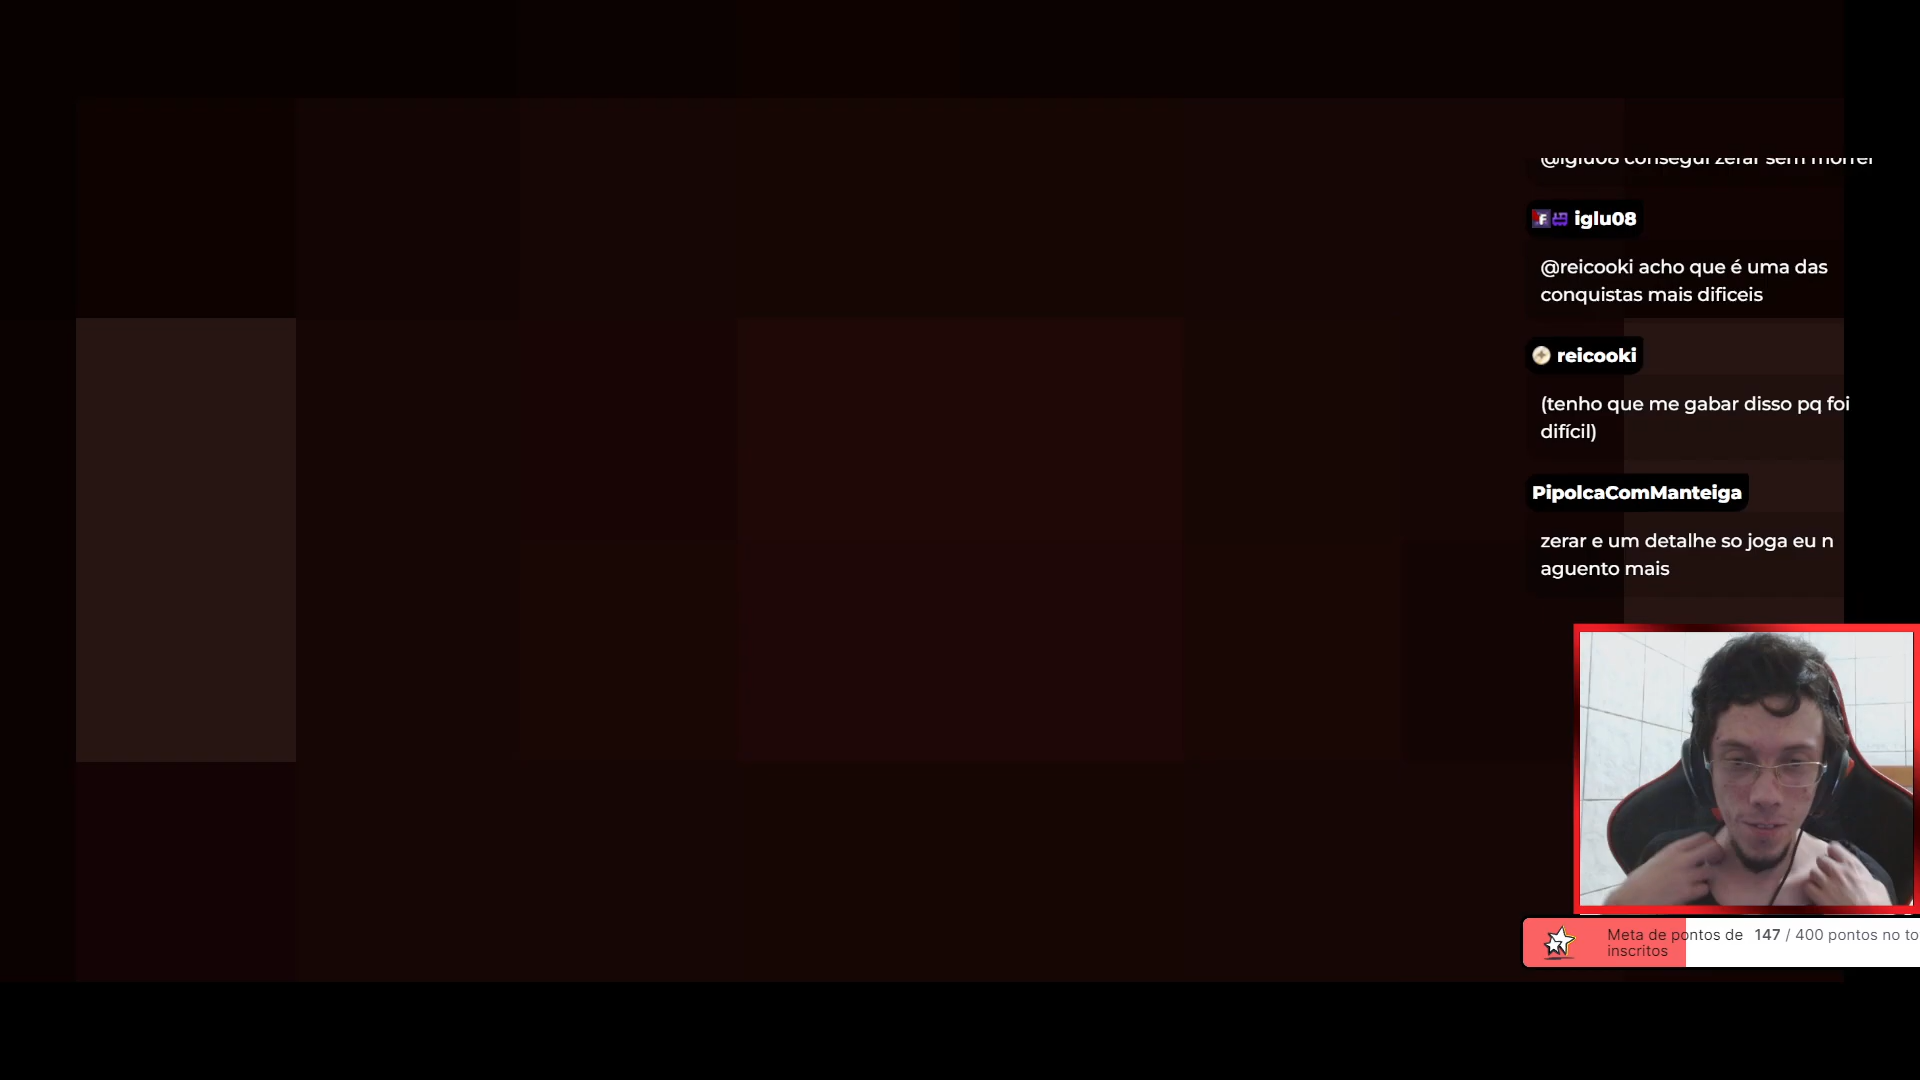 @iglu08 consegui zerar sem morrer
iglu08
@reicooki acho que é uma das
conquistas mais dificeis
reicooki
(tenho que me gabar disso pq foi
difícil)
PipolcaComManteiga
zerar e um detalhe so joga eu n
aguento mais
Meta de pontos de 147 / 400 pontos no to
inscritos